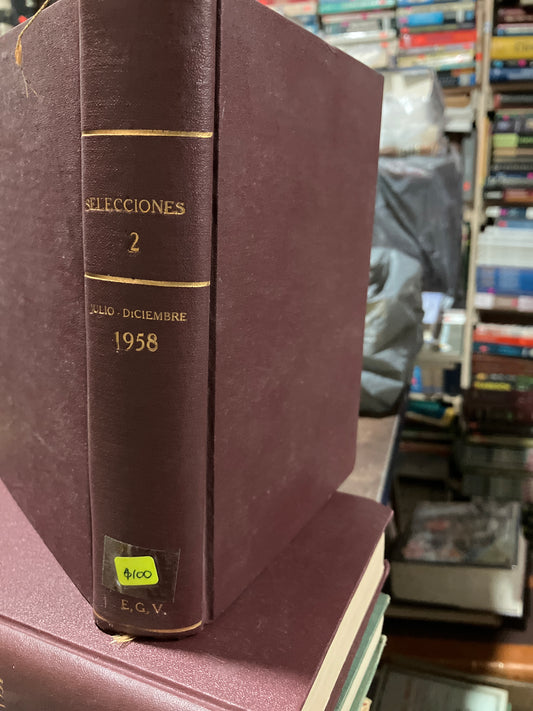 SELECCIONES
2
JULIO - DICIEMBRE
1958
$100
E. G. V.